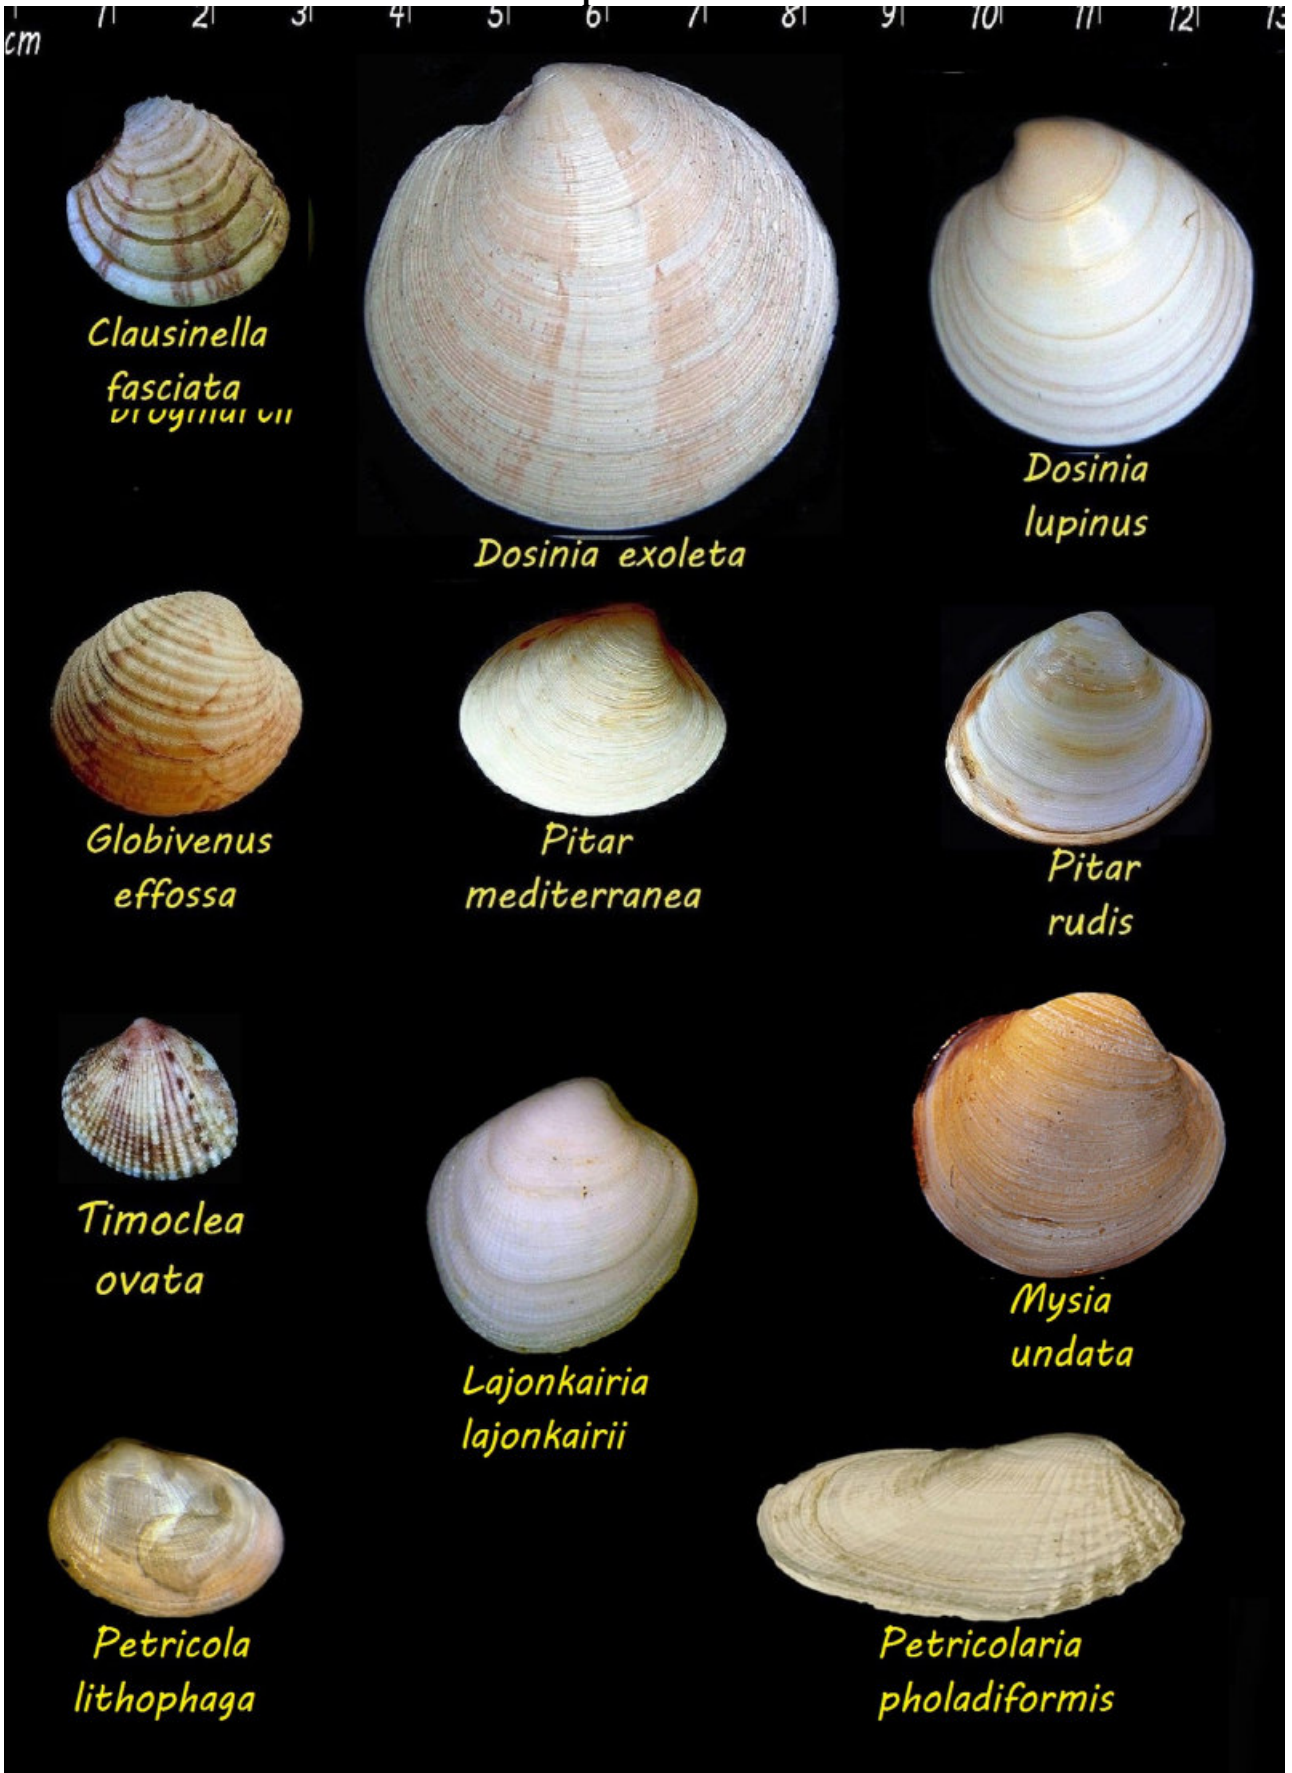 1 2 3 4 5 6 7 8 9 10 11 12 13
cm
Clausinella
fasciata
Dosinia exoleta
Dosinia
lupinus
Globivenus
effossa
Pitar
mediterranea
Pitar
rudis
Timoclea
ovata
Lajonkairia
lajonkairii
Mysia
undata
Petricola
lithophaga
Petricolaria
pholadiformis